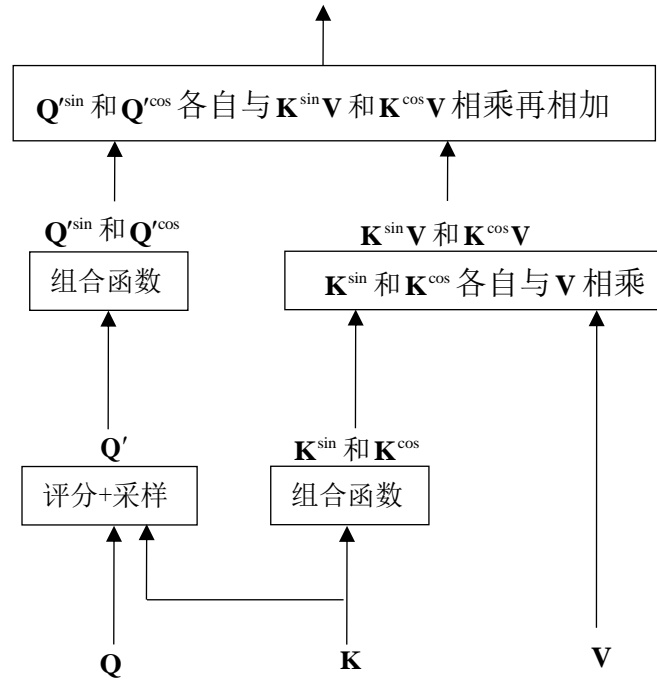 Q′ˢⁱⁿ 和 Q′ᶜᵒˢ 各自与 KˢⁱⁿV 和 KᶜᵒˢV 相乘再相加
Q′ˢⁱⁿ 和 Q′ᶜᵒˢ
KˢⁱⁿV 和 KᶜᵒˢV
组合函数
Kˢⁱⁿ 和 Kᶜᵒˢ 各自与 V 相乘
Q′
Kˢⁱⁿ 和 Kᶜᵒˢ
评分+采样
组合函数
Q
K
V